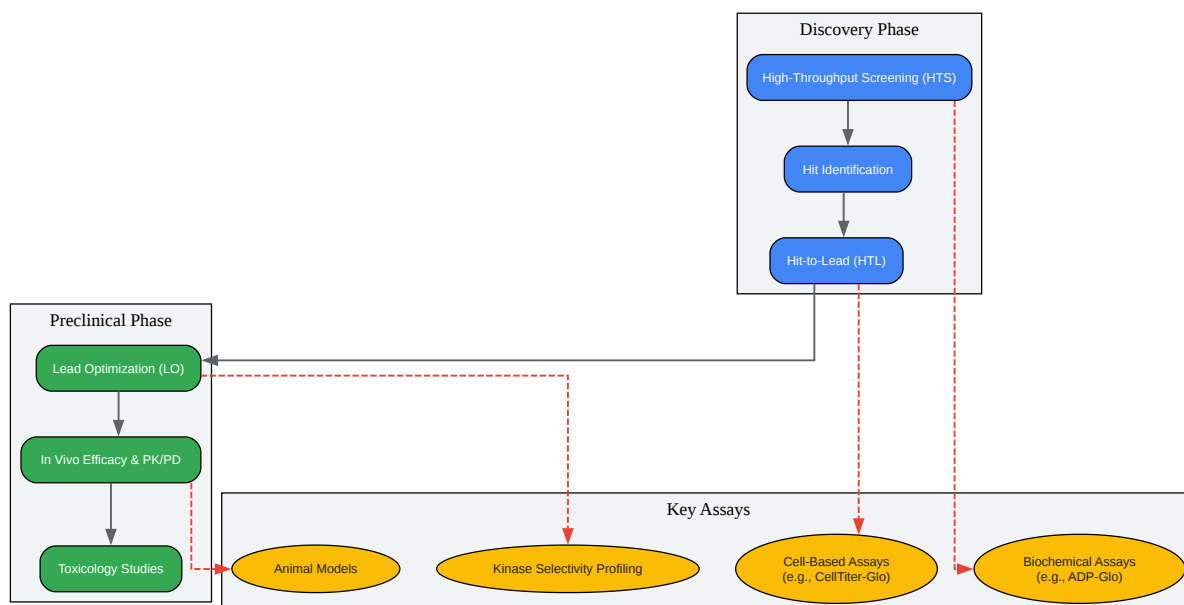 Discovery Phase
High-Throughput Screening (HTS)
Hit Identification
Hit-to-Lead (HTL)
Preclinical Phase
Lead Optimization (LO)
In Vivo Efficacy & PK/PD
Toxicology Studies
Key Assays
Animal Models
Kinase Selectivity Profiling
Cell-Based Assays
(e.g., CellTiter-Glo)
Biochemical Assays
(e.g., ADP-Glo)